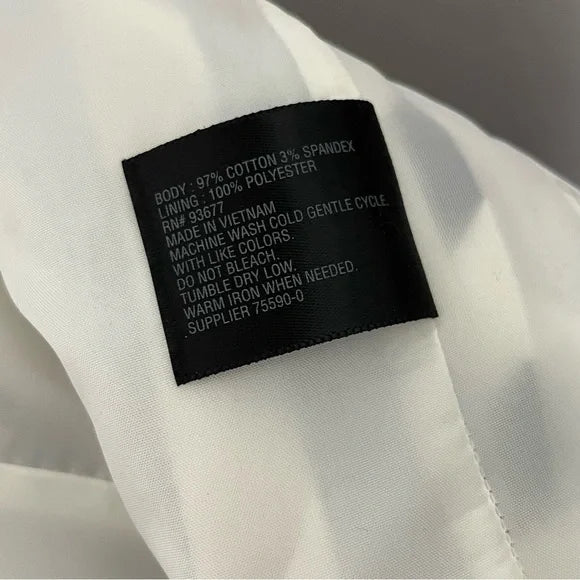 BODY : 97% COTTON 3% SPANDEX
LINING : 100% POLYESTER
RN# 93677
MADE IN VIETNAM
MACHINE WASH COLD GENTLE CYCLE.
WITH LIKE COLORS.
DO NOT BLEACH.
TUMBLE DRY LOW,
WARM IRON WHEN NEEDED.
SUPPLIER 75590-0